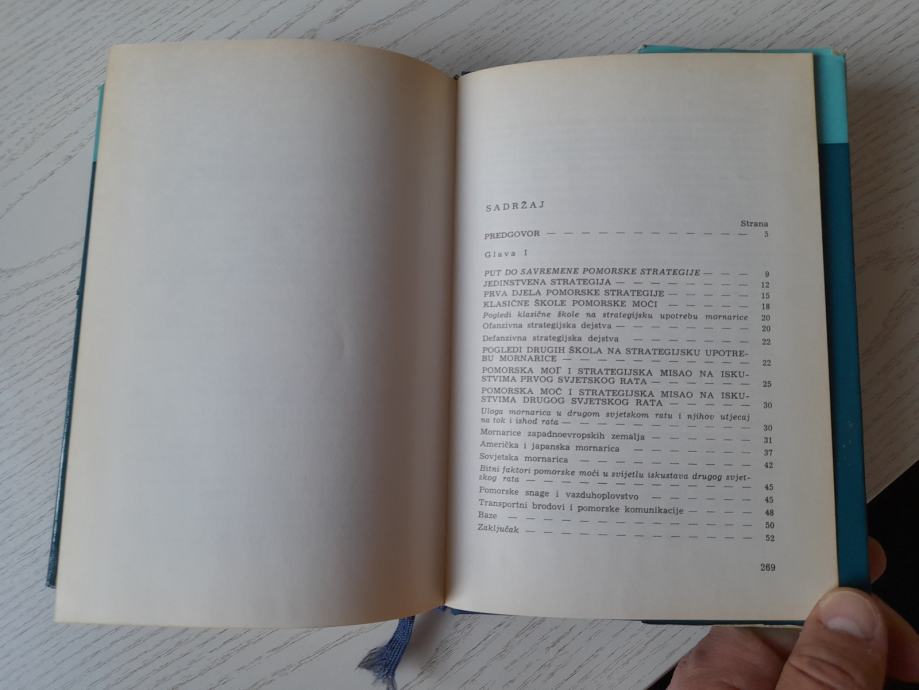 SADRŽAJ
Strana
PREDGOVOR — — — — — — — — — — — 5
Glava I
PUT DO SAVREMENE POMORSKE STRATEGIJE — — — — 9
JEDINSTVENA STRATEGIJA — — — — — — — — 12
PRVA DJELA POMORSKE STRATEGIJE — — — — — 15
KLASIČNE ŠKOLE POMORSKE MOĆI — — — — — — 18
Pogledi klasične škole na strategijsku upotrebu mornarice 20
Ofanzivna strategijska dejstva — — — — — — — — 20
Defanzivna strategijska dejstva — — — — — — — — 22
POGLEDI DRUGIH ŠKOLA NA STRATEGIJSKU UPOTRE-
BU MORNARICE — — — — — — — — — — 22
POMORSKA MOĆ I STRATEGIJSKA MISAO NA ISKU-
STVIMA PRVOG SVJETSKOG RATA — — — — — — 25
POMORSKA MOĆ I STRATEGIJSKA MISAO NA ISKU-
STVIMA DRUGOG SVJETSKOG RATA — — — — — 30
Uloga mornarica u drugom svjetskom ratu i njihov utjecaj
na tok i ishod rata — — — — — — — — — — 30
Mornarice zapadnoevropskih zemalja — — — — — — 31
Američka i japanska mornarica — — — — — — — — 37
Sovjetska mornarica — — — — — — — — — — 42
Bitni faktori pomorske moći u svijetlu iskustava drugog svjet-
skog rata — — — — — — — — — — — — 45
Pomorske snage i vazduhoplovstvo — — — — — — — 45
Transportni brodovi i pomorske komunikacije — — — — 48
Baze — — — — — — — — — — — — — 50
Zaključak — — — — — — — — — — — — 52
269